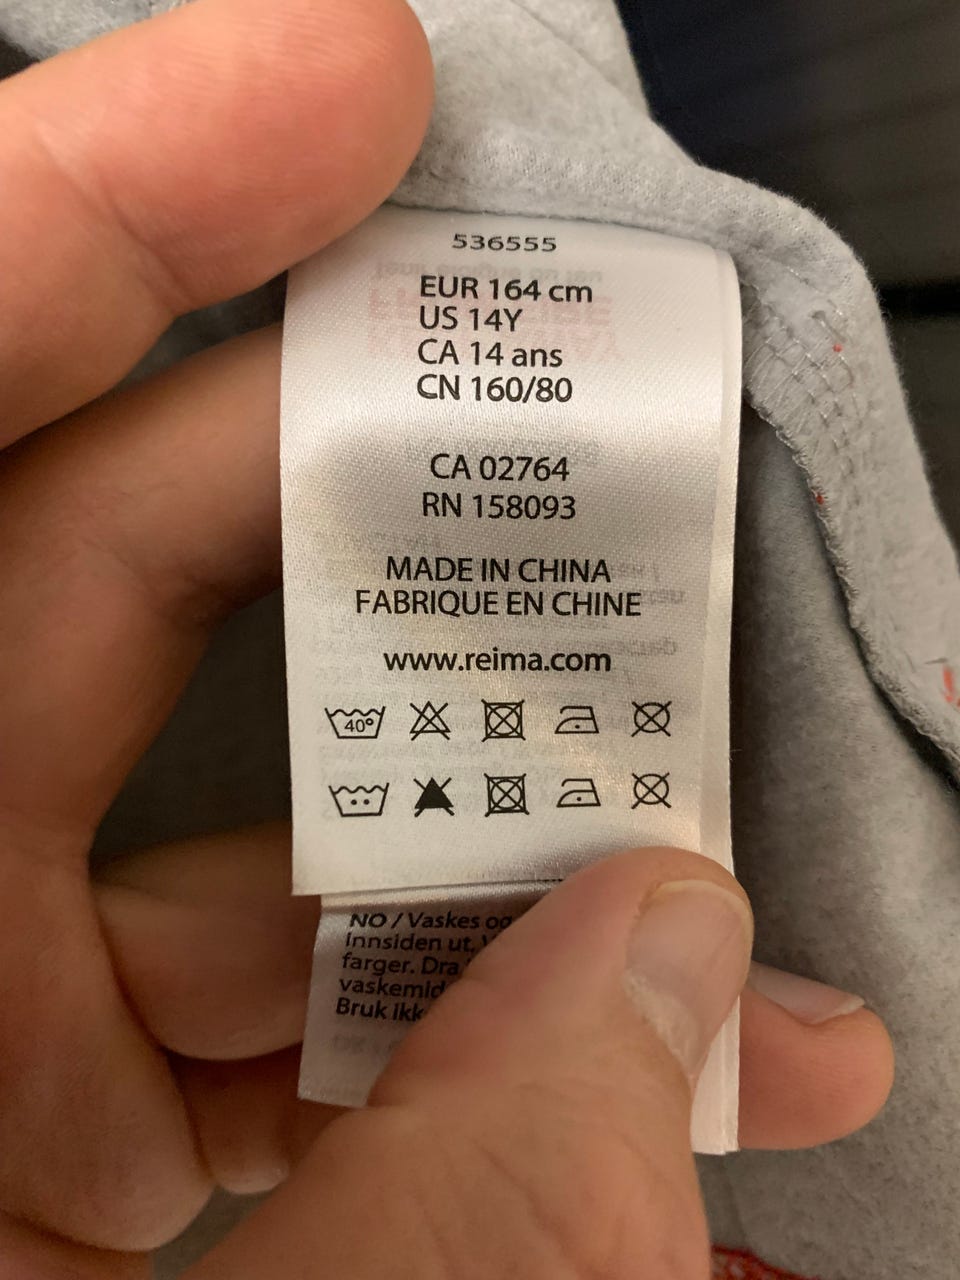 536555
EUR 164 cm
US 14Y
CA 14 ans
CN 160/80
CA 02764
RN 158093
MADE IN CHINA
FABRIQUE EN CHINE
www.reima.com
40°
NO / Vaskes og
Innsiden ut.
farger. Dra
vaskemid
Bruk ikk